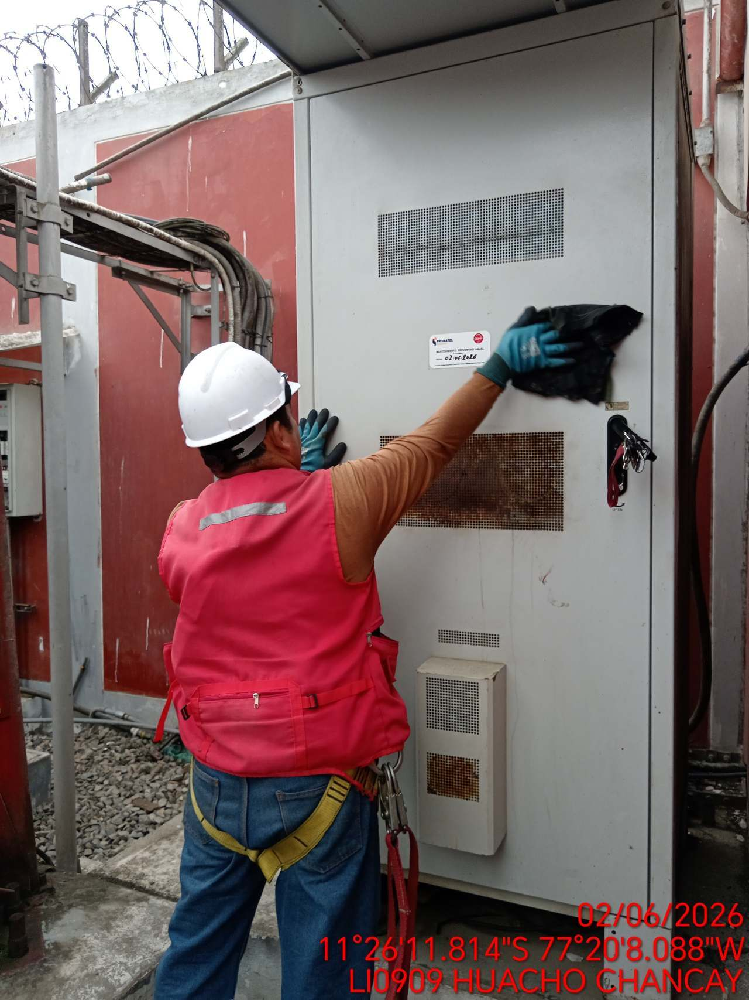 PRONATEL
Claro
MANTENIMIENTO PREVENTIVO ANUAL
02/06/2026
OPEN
02/06/2026
11°26'11.814"S 77°20'8.088"W
LI0909 HUACHO CHANCAY